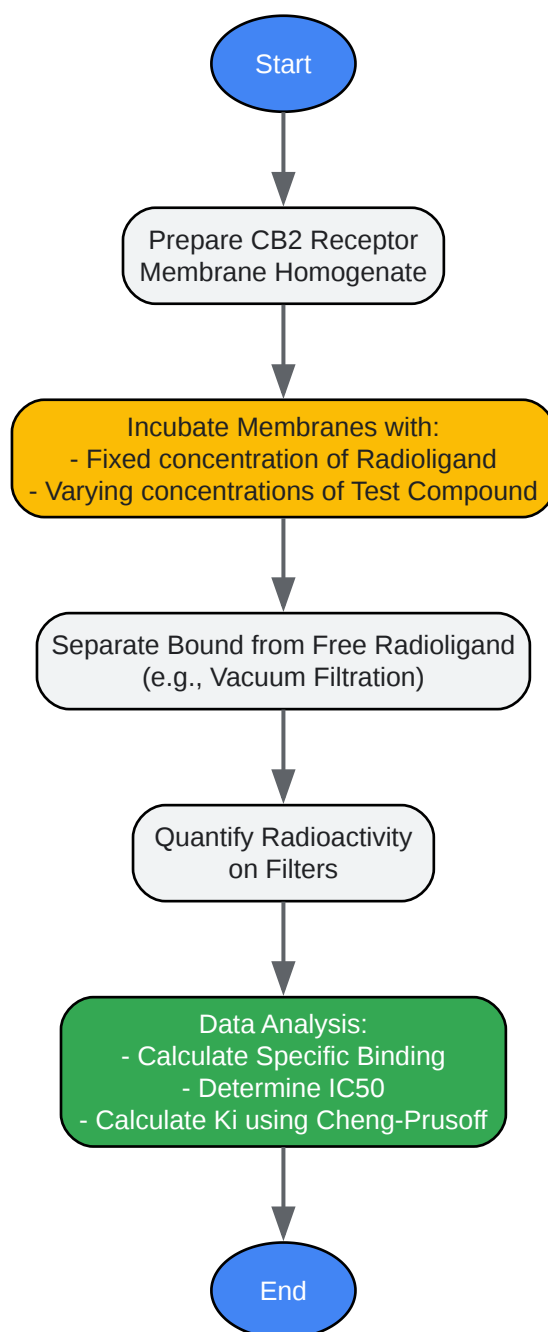 Start
Prepare CB2 Receptor
Membrane Homogenate
Incubate Membranes with:
- Fixed concentration of Radioligand
- Varying concentrations of Test Compound
Separate Bound from Free Radioligand
(e.g., Vacuum Filtration)
Quantify Radioactivity
on Filters
Data Analysis:
- Calculate Specific Binding
- Determine IC50
- Calculate Ki using Cheng-Prusoff
End